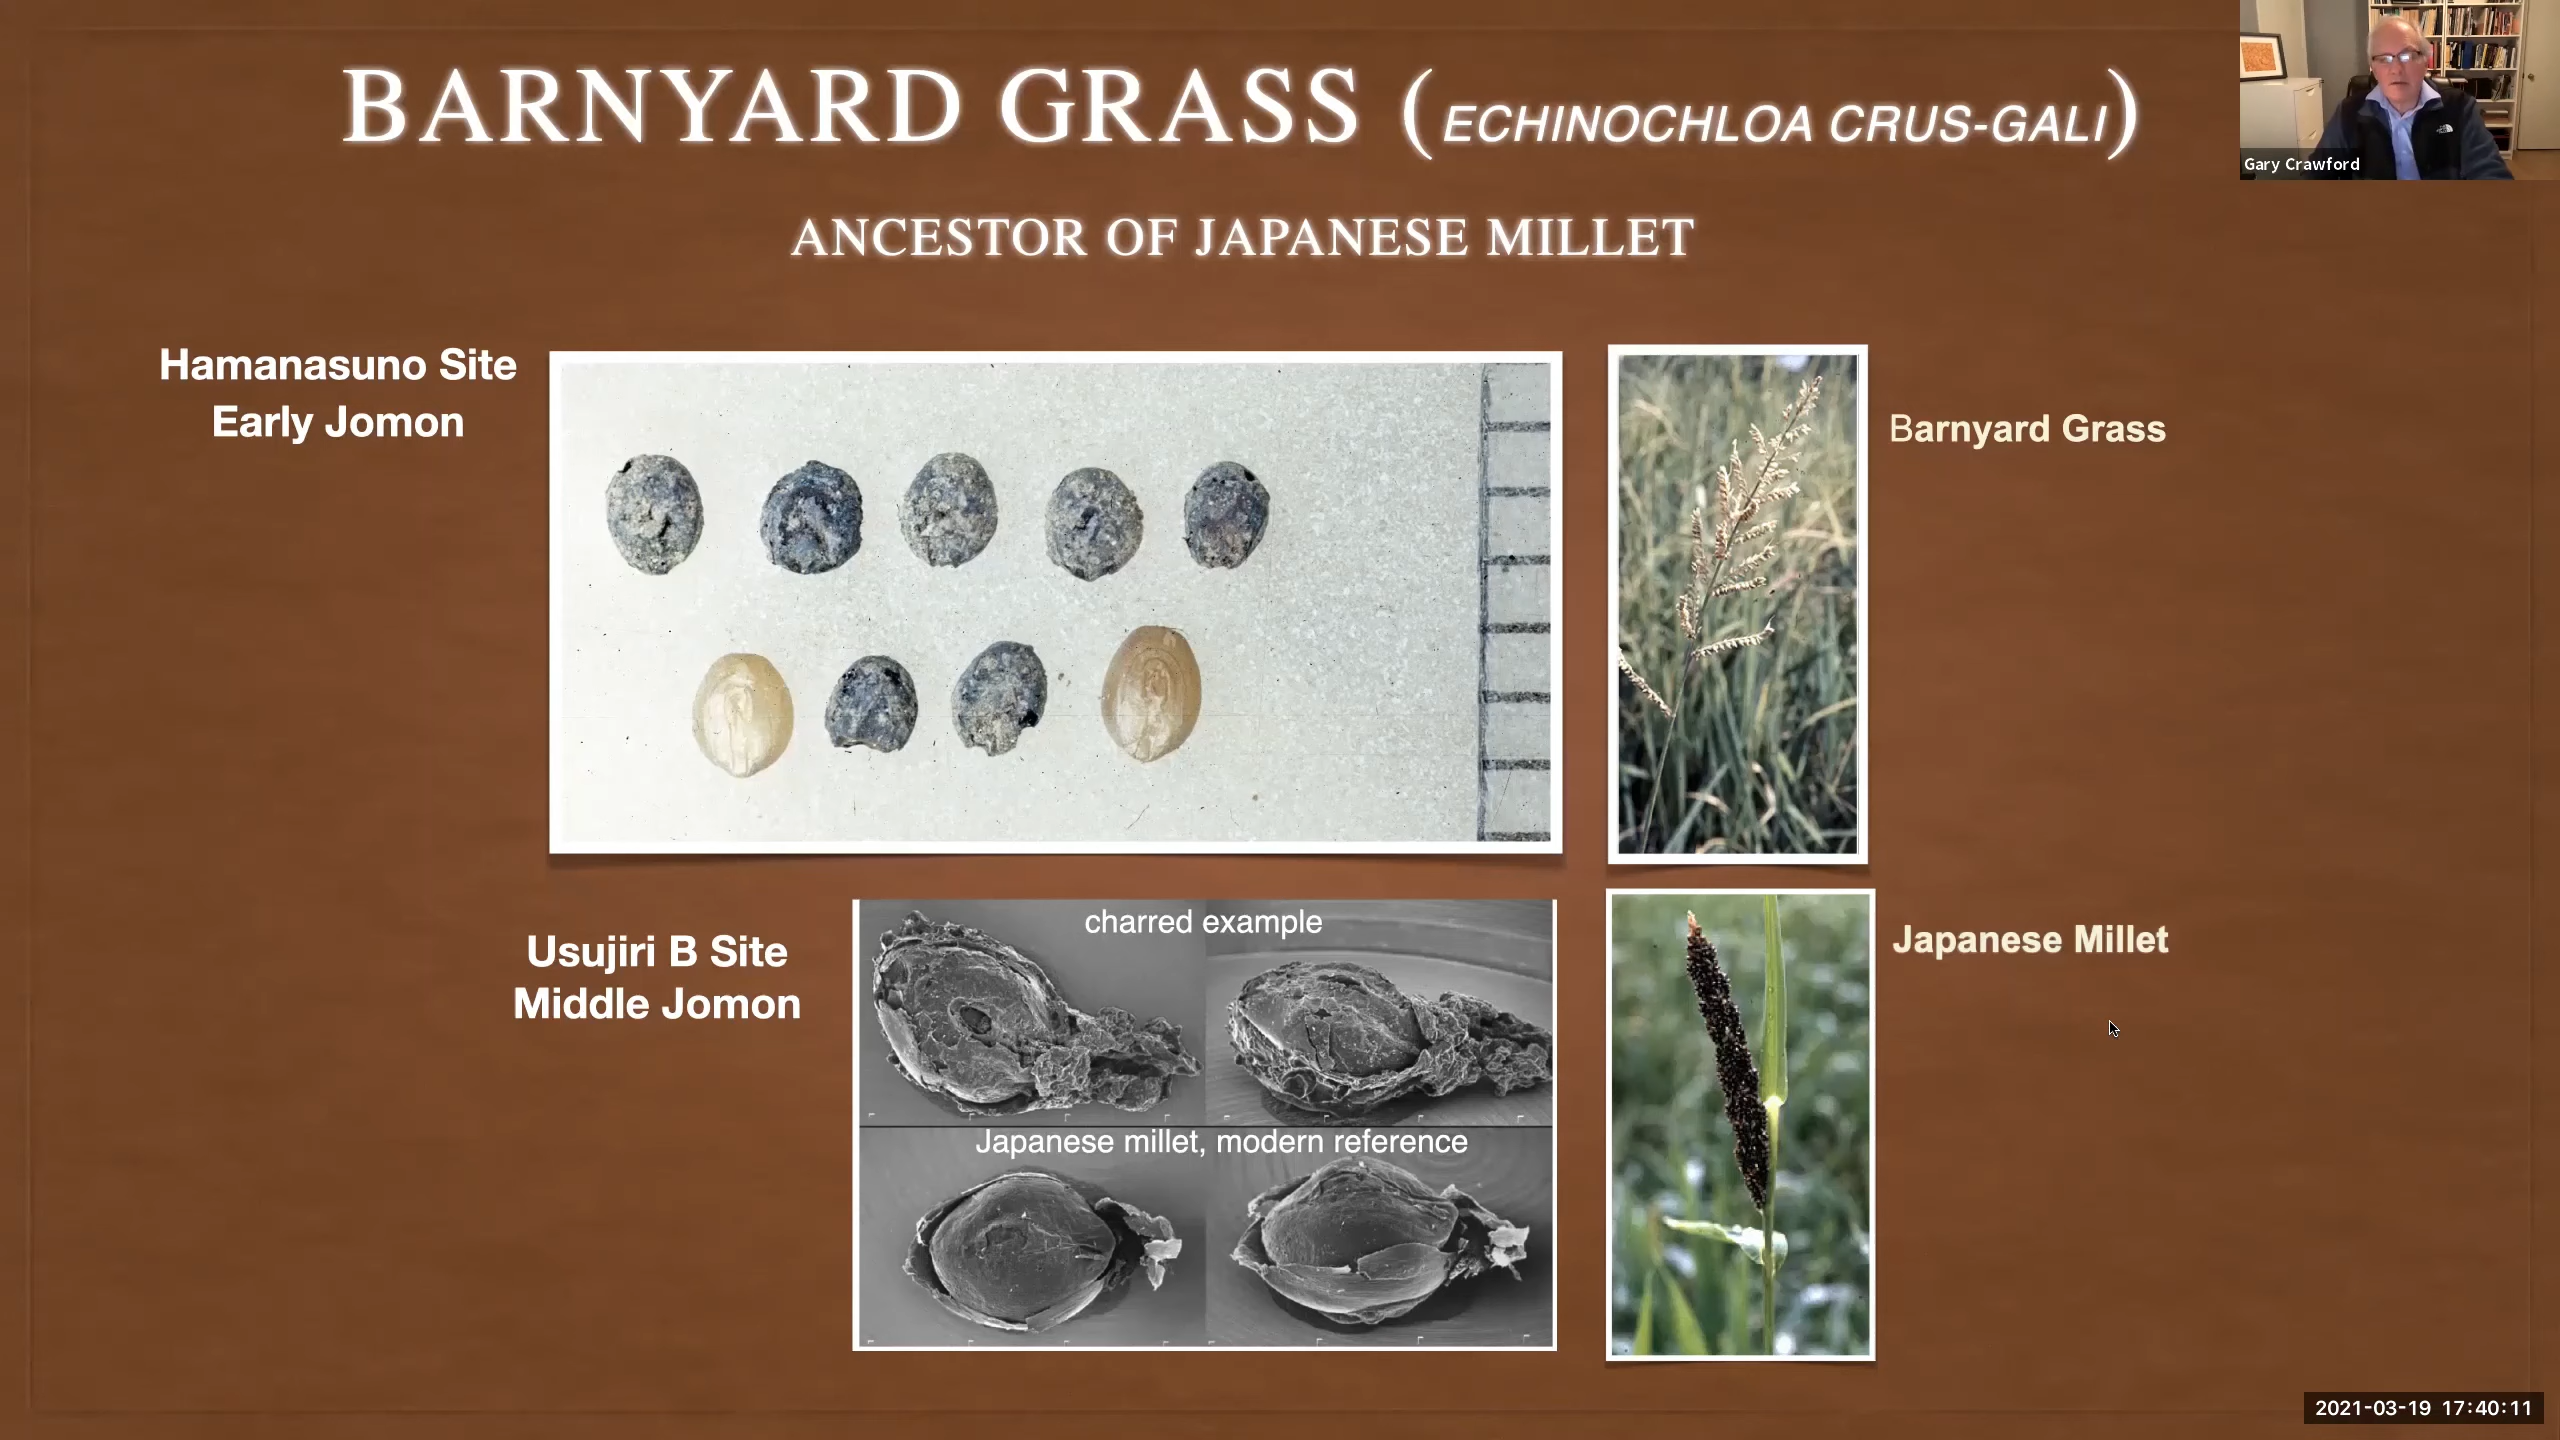 BARNYARD GRASS (ECHINOCHLOA CRUS-GALI)
ANCESTOR OF JAPANESE MILLET
Gary Crawford
Hamanasuno Site
Early Jomon
Barnyard Grass
Usujiri B Site
Middle Jomon
charred example
Japanese millet, modern reference
Japanese Millet
2021-03-19 17:40:11